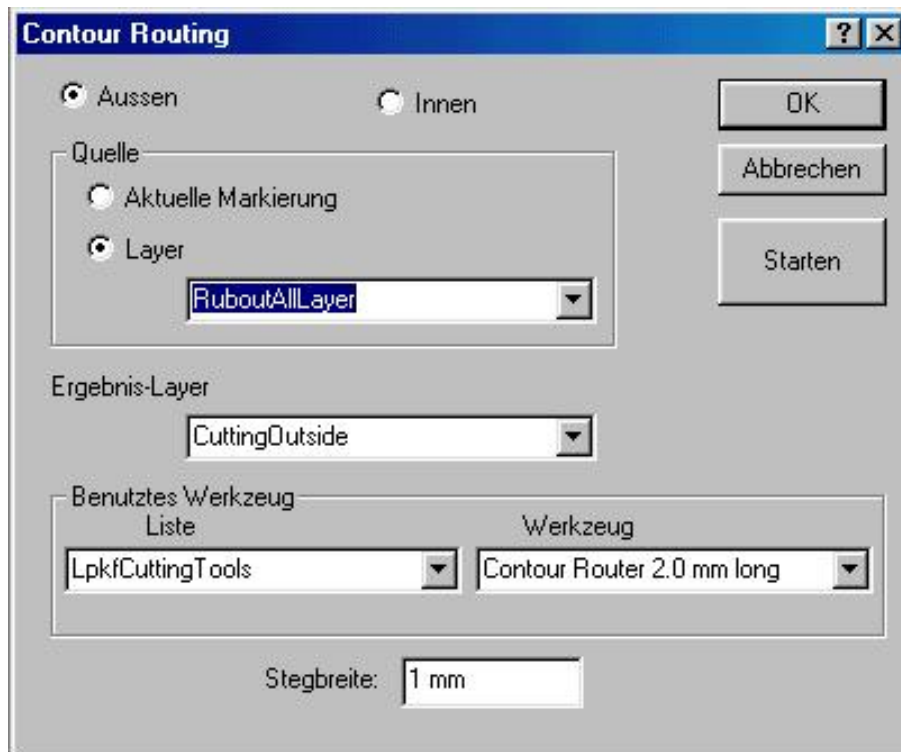 Contour Routing
Aussen
Innen
OK
Quelle
Abbrechen
Aktuelle Markierung
Layer
Starten
RuboutAllLayer
Ergebnis-Layer
CuttingOutside
Benutztes Werkzeug
Liste
Werkzeug
LpkfCuttingTools
Contour Router 2.0 mm long
Stegbreite:
1 mm